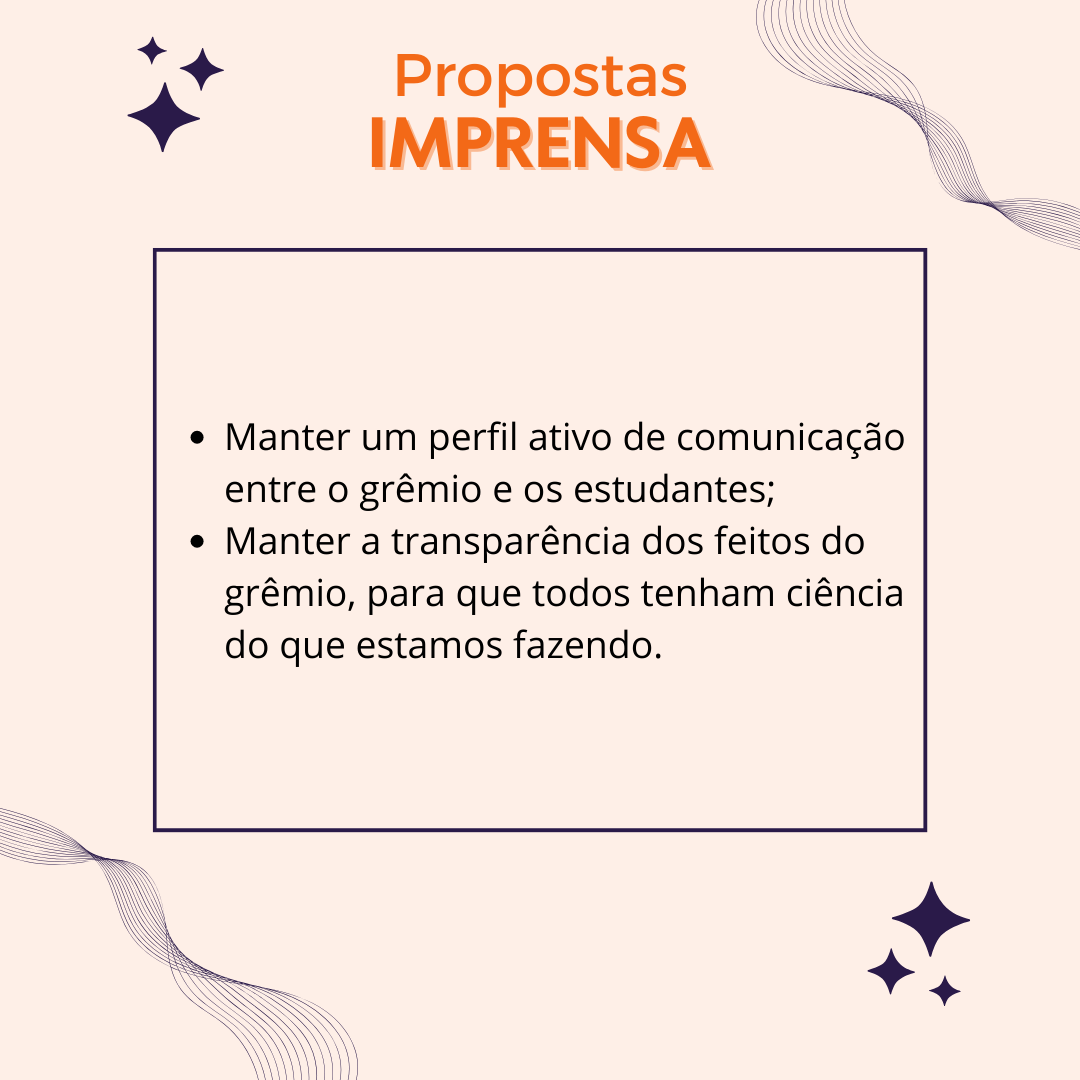 Propostas
IMPRENSA
• Manter um perfil ativo de comunicação
entre o grêmio e os estudantes;
• Manter a transparência dos feitos do
grêmio, para que todos tenham ciência
do que estamos fazendo.